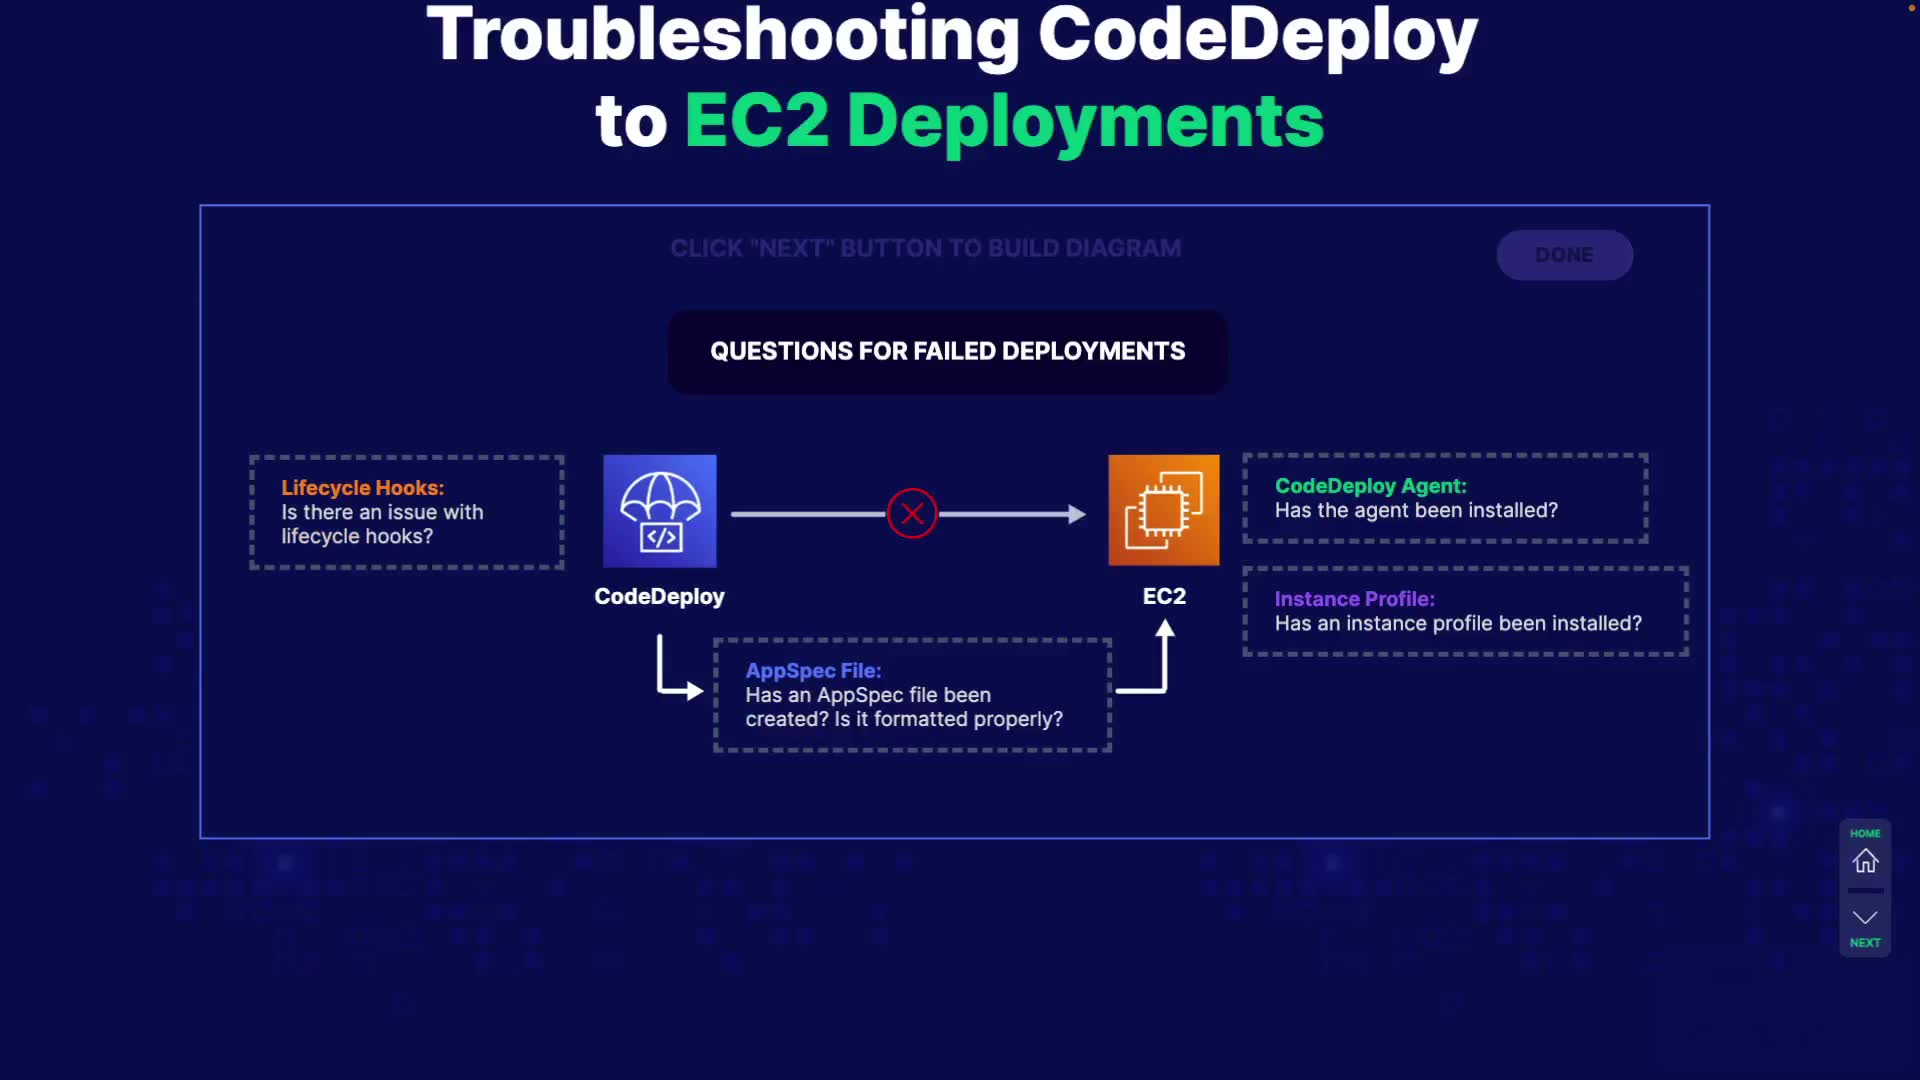 Troubleshooting CodeDeploy
to EC2 Deployments
CLICK "NEXT" BUTTON TO BUILD DIAGRAM
DONE
QUESTIONS FOR FAILED DEPLOYMENTS
Lifecycle Hooks:
Is there an issue with
lifecycle hooks?
CodeDeploy
EC2
CodeDeploy Agent:
Has the agent been installed?
Instance Profile:
Has an instance profile been installed?
AppSpec File:
Has an AppSpec file been
created? Is it formatted properly?
HOME
NEXT